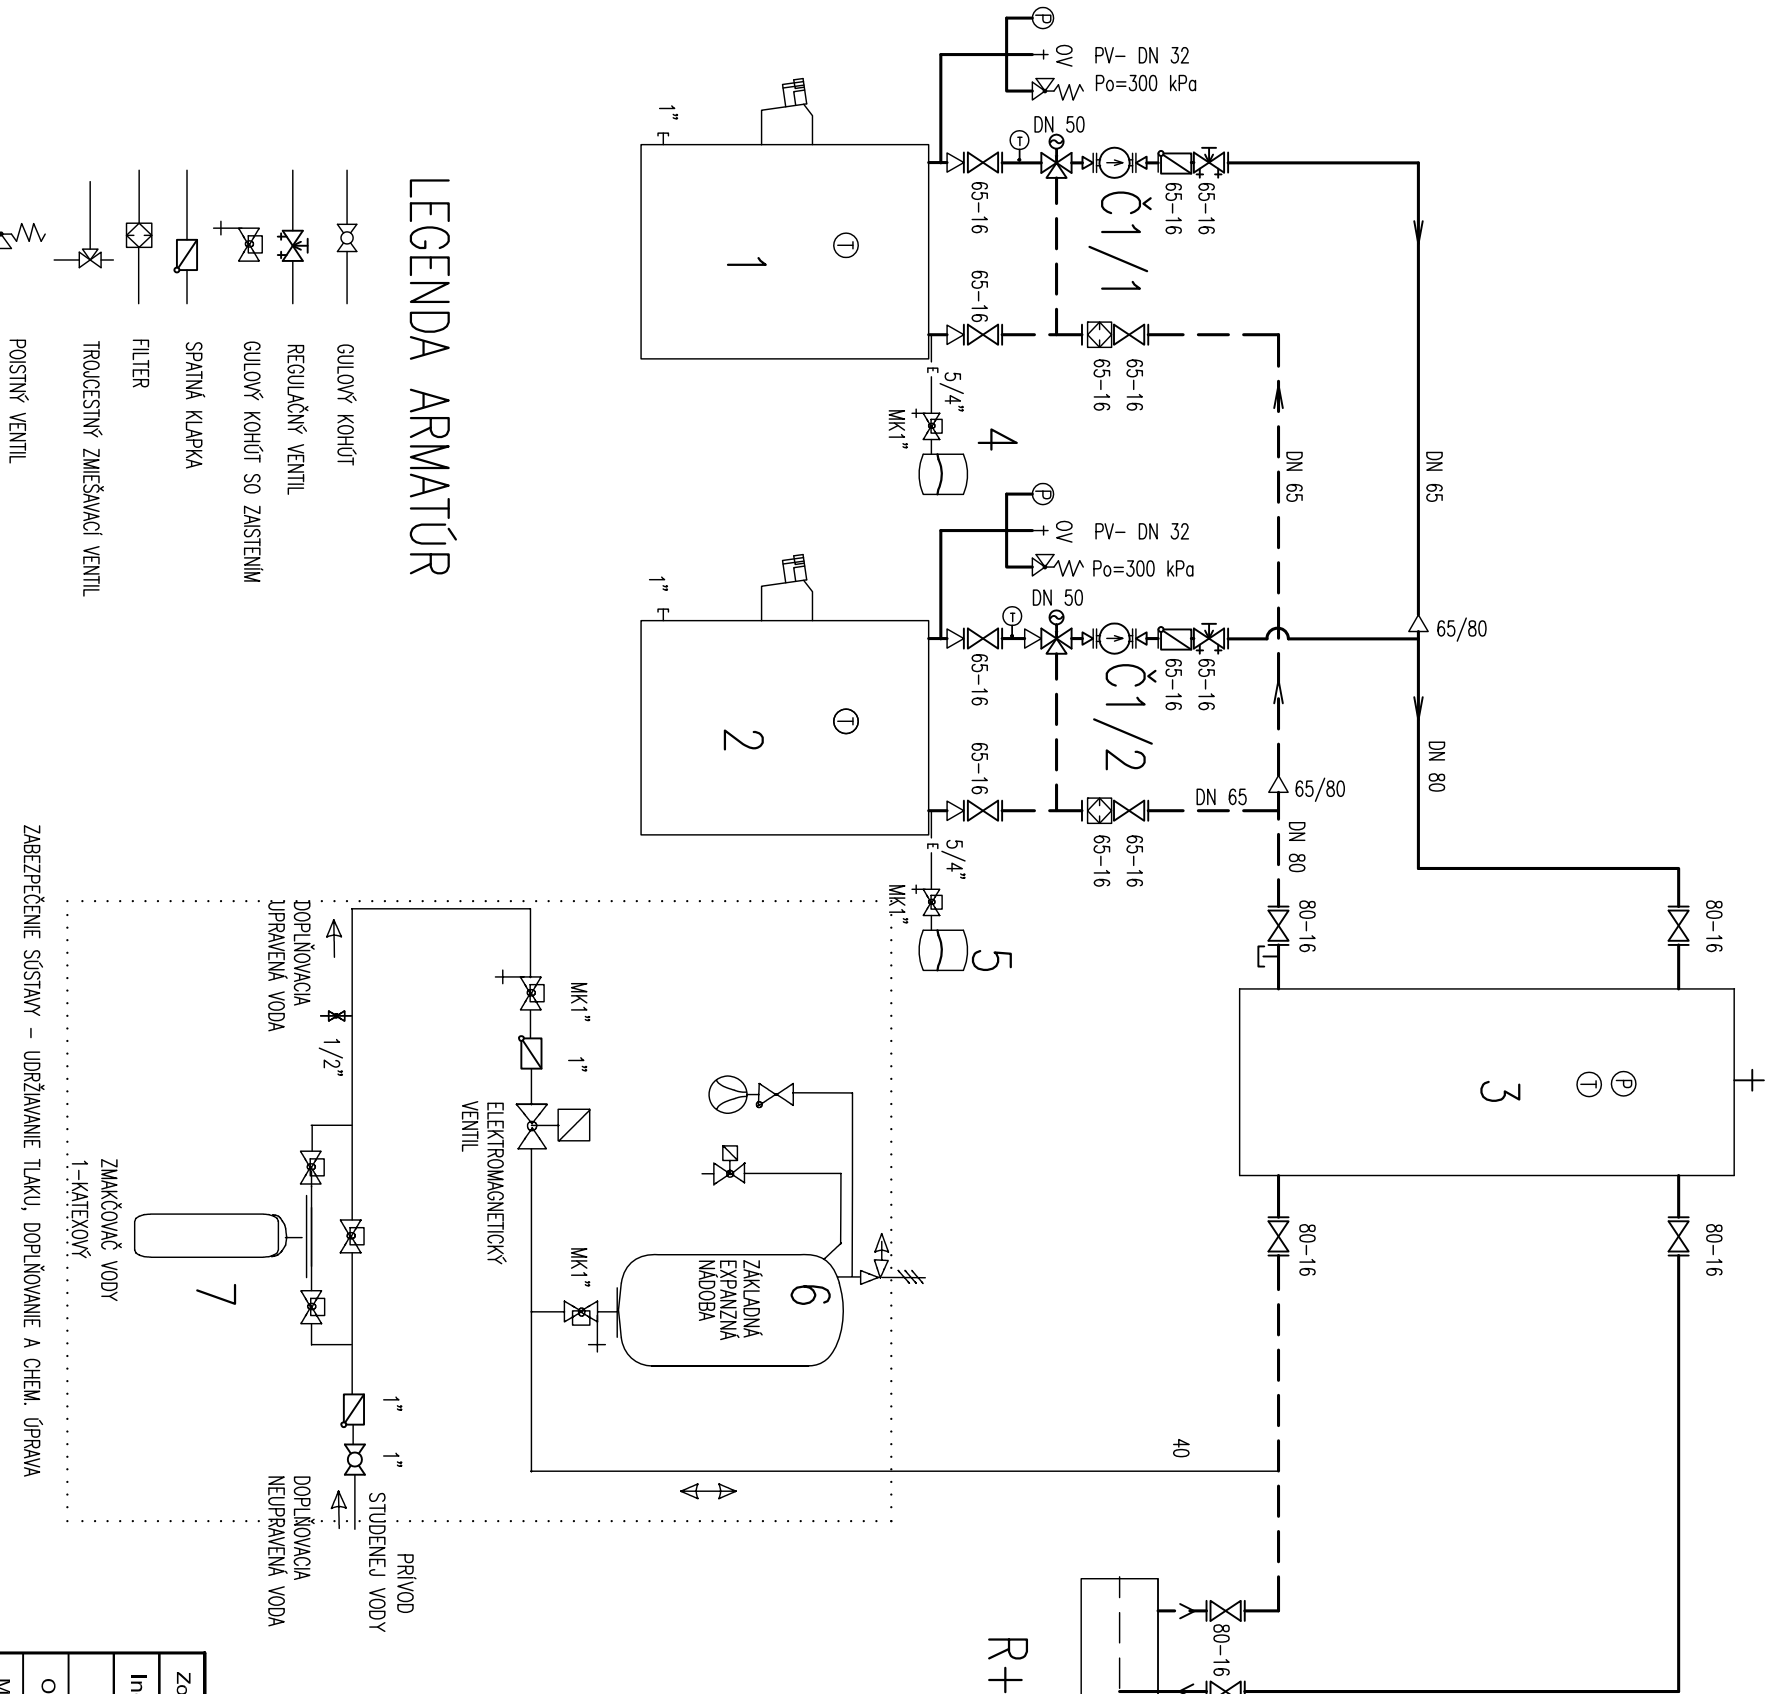 P
OV
PV- DN 32
Po=300 kPa
DN 50
T
1"
65-16
65-16
65-16
Č1/1
T
1
65-16
65-16
65-16
5/4"
MK1"
4
DN 65
DN 65
P
OV
PV- DN 32
Po=300 kPa
DN 50
T
1"
65-16
65-16
65-16
Č1/2
T
2
65-16
65-16
65-16
5/4"
MK1"
5
65/80
DN 80
65/80
DN 65
DN 80
80-16
80-16
P
T
3
80-16
80-16
40
80-16
R+
LEGENDA ARMATÚR
GULOVÝ KOHÚT
REGULAČNÝ VENTIL
GULOVÝ KOHÚT SO ZAISTENÍM
SPATNÁ KLAPKA
FILTER
TROJCESTNÝ ZMIEŠAVACÍ VENTIL
POISTNÝ VENTIL
MK1"
1"
ELEKTROMAGNETICKÝ
VENTIL
MK1"
ZÁKLADNÁ
EXPANZNÁ
NÁDOBA
6
DOPLŇOVACIA
UPRAVENÁ VODA
1/2"
ZMAKČOVAČ VODY
1-KATEXOVÝ
7
1"
1"
PRÍVOD
STUDENEJ VODY
DOPLŇOVACIA
NEUPRAVENÁ VODA
ZABEZPEČENIE SÚSTAVY - UDRŽIAVANIE TLAKU, DOPLŇOVANIE A CHEM. ÚPRAVA